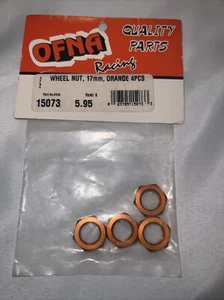 OFNA
Racing
QUALITY
PARTS
WHEEL NUT, 17mm, ORANGE 4PCS
Part Number
Retail $
15073
5.95